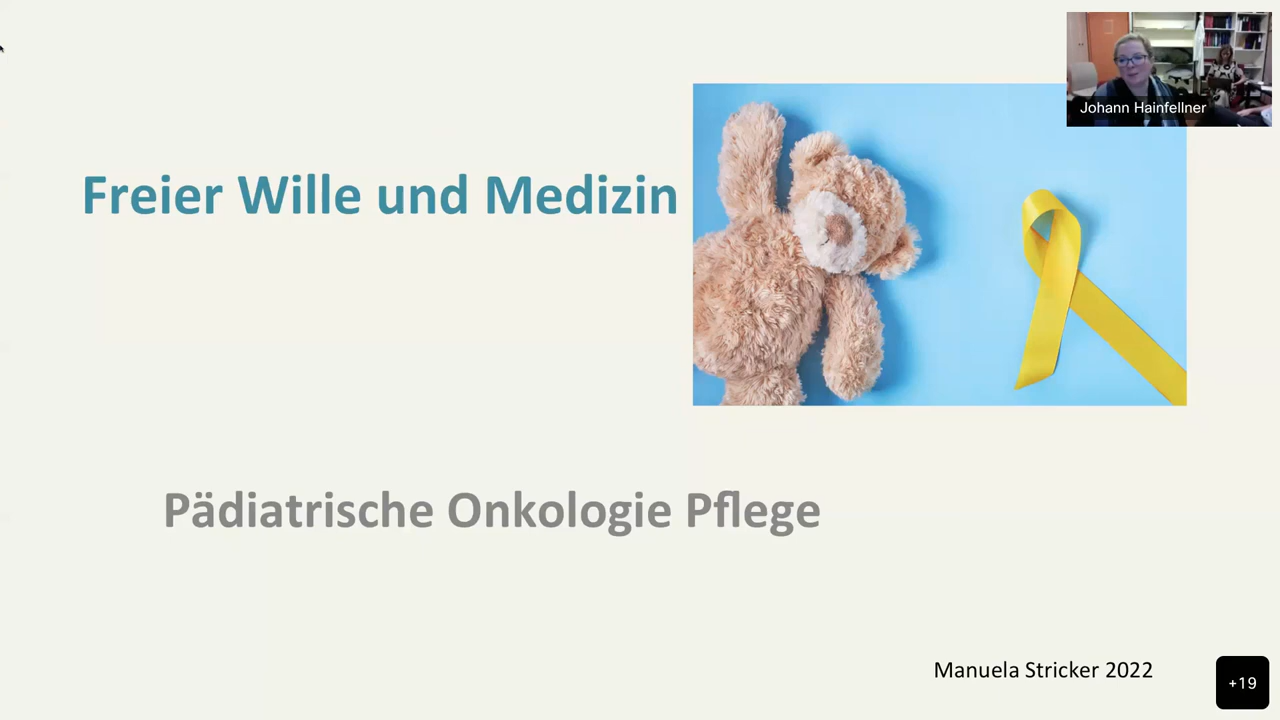 Johann Hainfellner
Freier Wille und Medizin
Pädiatrische Onkologie Pflege
Manuela Stricker 2022
+19